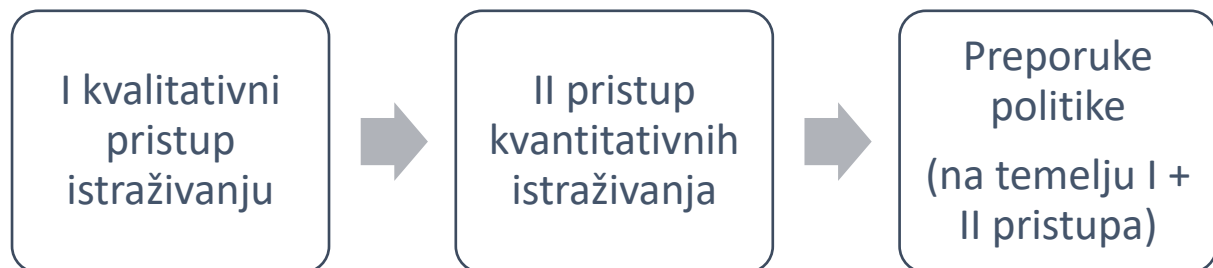 I kvalitativni
pristup
istraživanju
II pristup
kvantitativnih
istraživanja
Preporuke
politike
(na temelju I +
II pristupa)